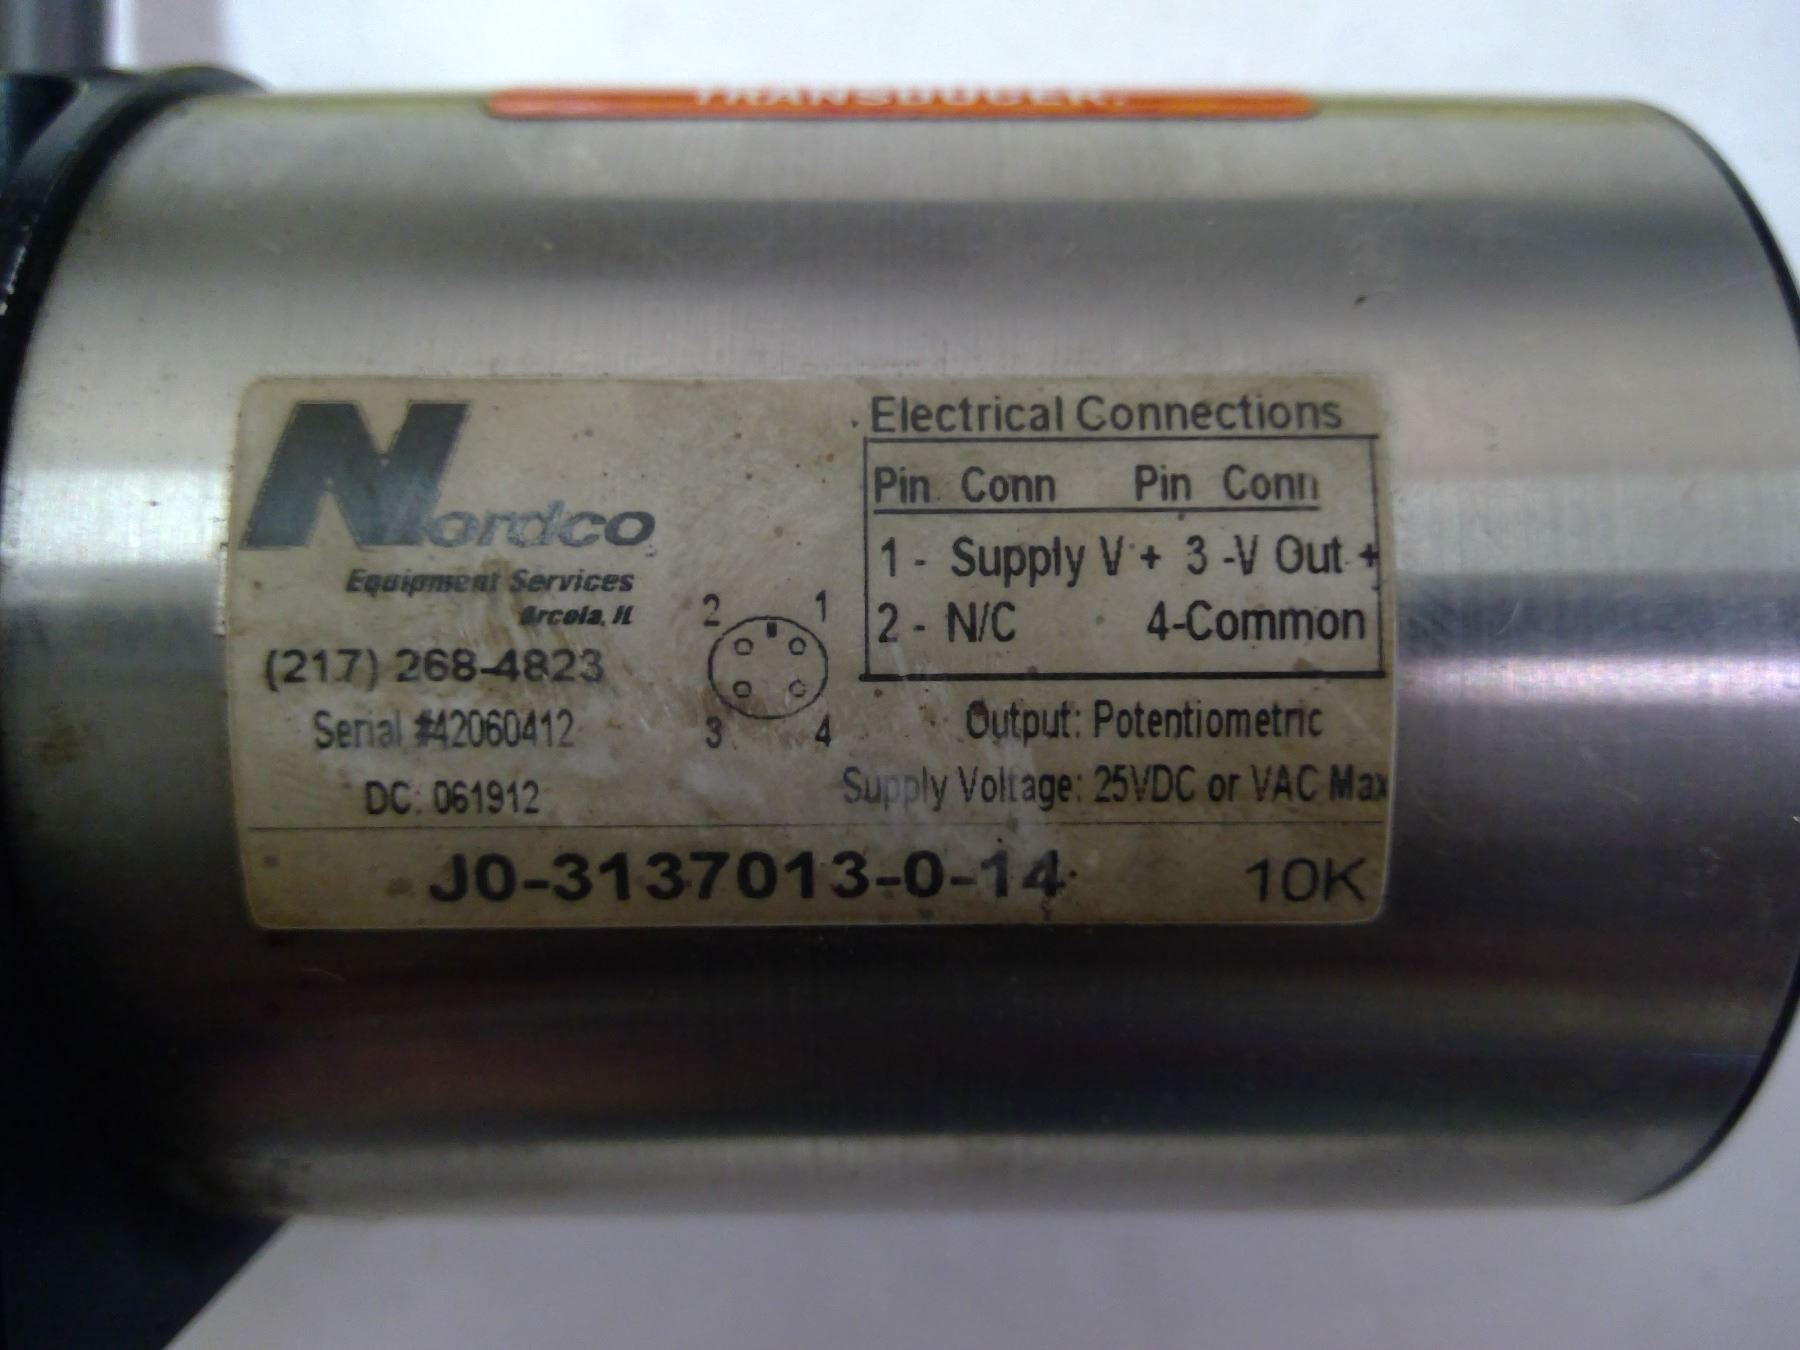 TRANSDUCER.
Nordco
Equipment Services
Arcola, IL
(217) 268-4823
Serial #42060412
DC: 061912
2 1
3 4
Electrical Connections
Pin Conn Pin Conn
1 - Supply V + 3 -V Out +
2 - N/C 4-Common
Output: Potentiometric
Supply Voltage: 25VDC or VAC Max
J0-3137013-0-14 10K